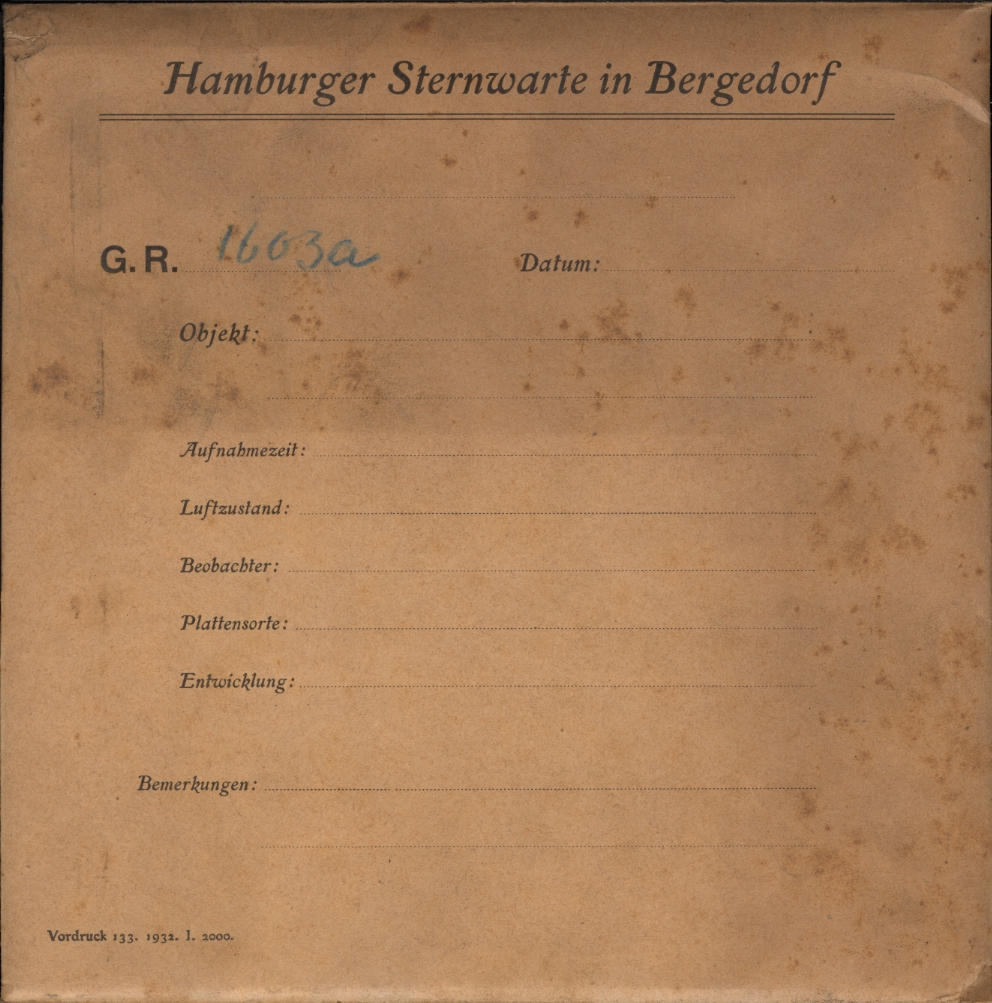 Hamburger Sternwarte in Bergedorf
G. R. 1603a Datum:
Objekt:
Aufnahmezeit:
Luftzustand:
Beobachter:
Plattensorte:
Entwicklung:
Bemerkungen:
Vordruck 133. 1932. I. 2000.